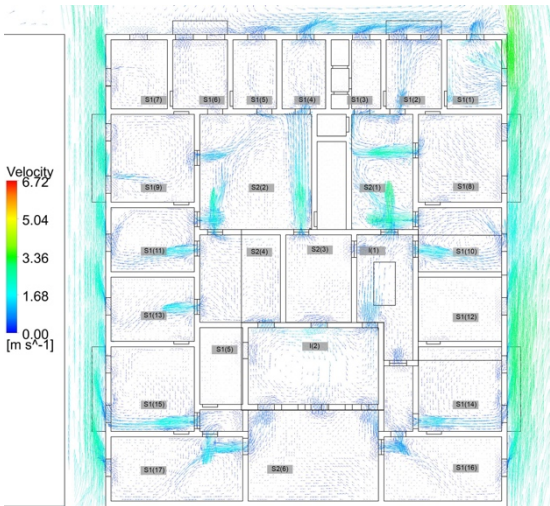 S1(7) S1(6) S1(5) S1(4) S1(3) S1(2) S1(1)
Velocity
6.72
5.04
3.36
1.68
0.00
[m s^-1]
S1(9) S2(2) S2(1) S1(8)
S1(11) S2(4) S2(3) I(1) S1(10)
S1(13) S1(12)
S1(5) I(2)
S1(15) S1(14)
S1(17) S2(6) S1(16)